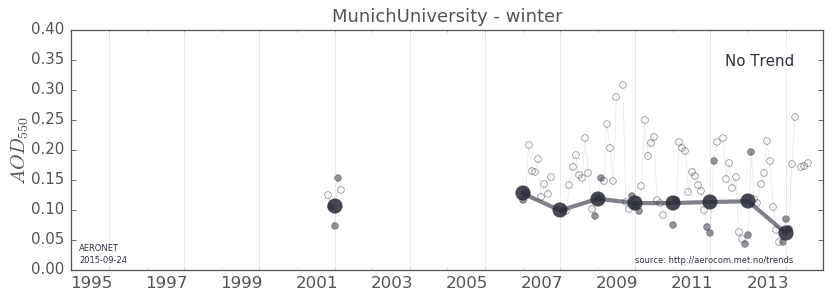 MunichUniversity - winter
0.40
0.35
No Trend
0.30
0.25
AOD550
0.20
0.15
0.10
0.05
AERONET
2015-09-24
source: http://aerocom.met.no/trends
0.00
1995 1997 1999 2001 2003 2005 2007 2009 2011 2013